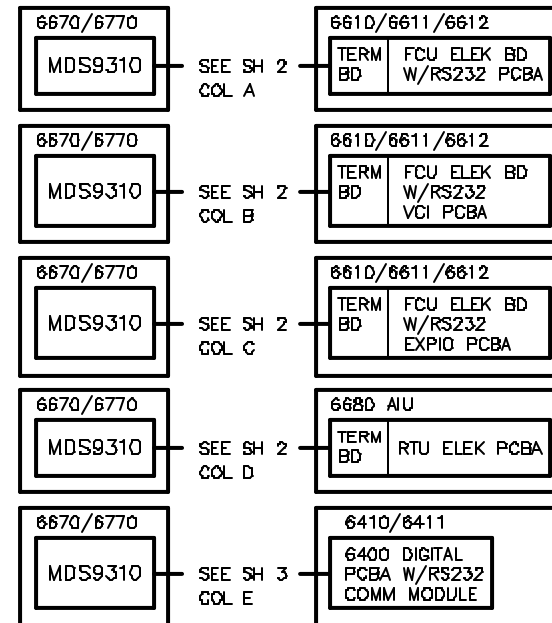 6670/6770
MDS9310
SEE SH 2
COL A
6610/6611/6612
TERM BD
FCU ELEK BD
W/RS232 PCBA
6670/6770
MDS9310
SEE SH 2
COL B
6610/6611/6612
TERM BD
FCU ELEK BD
W/RS232
VCI PCBA
6670/6770
MDS9310
SEE SH 2
COL C
6610/6611/6612
TERM BD
FCU ELEK BD
W/RS232
EXPIO PCBA
6670/6770
MDS9310
SEE SH 2
COL D
6680 AIU
TERM BD
RTU ELEK PCBA
6670/6770
MDS9310
SEE SH 3
COL E
6410/6411
6400 DIGITAL
PCBA W/RS232
COMM MODULE